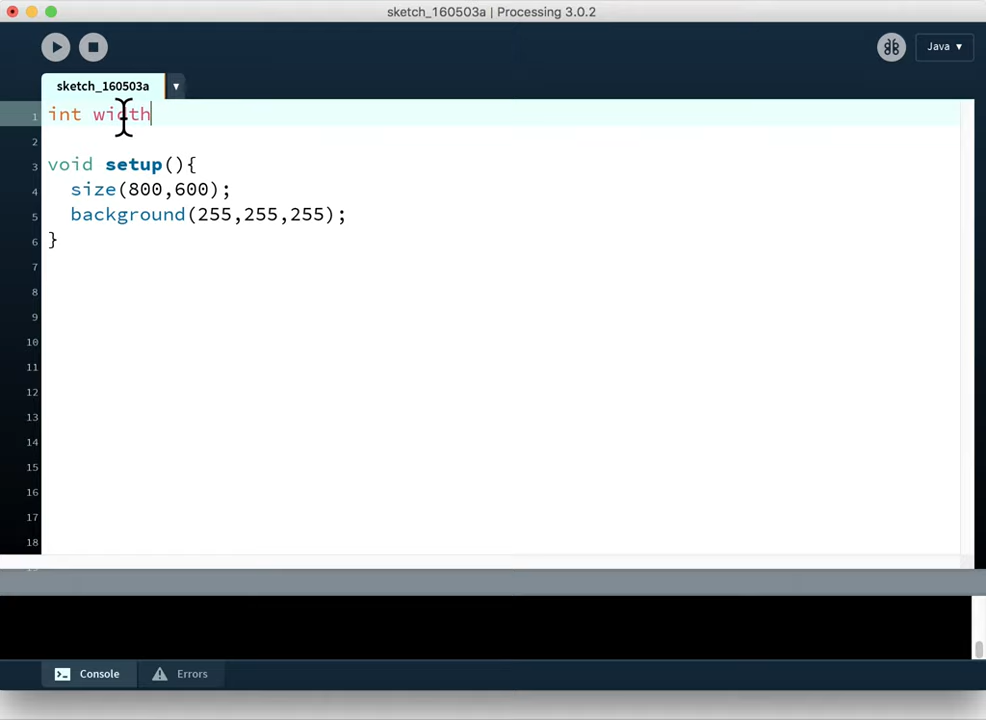 sketch_160503a | Processing 3.0.2
Java ▾
sketch_160503a ▾
1 int width
2
3 void setup(){
4 size(800,600);
5 background(255,255,255);
6 }
7
8
9
10
11
12
13
14
15
16
17
18
Console
Errors